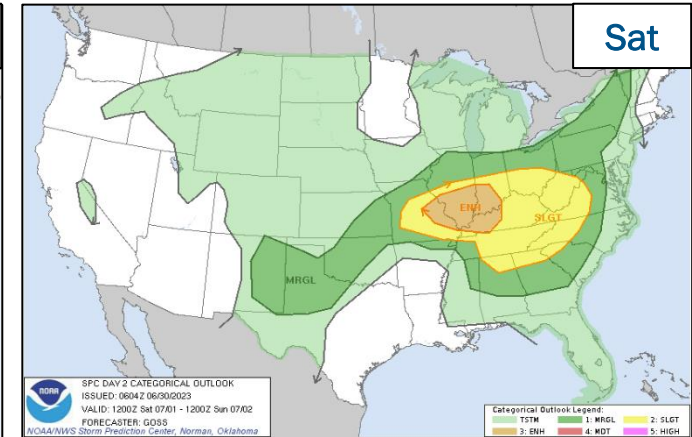 Sat
ENH
SLGT
MRGL
NOAA
SPC DAY 2 CATEGORICAL OUTLOOK
ISSUED: 0604Z 06/30/2023
VALID: 1200Z Sat 07/01 - 1200Z Sun 07/02
FORECASTER: GOSS
NOAA/NWS Storm Prediction Center, Norman, Oklahoma
Categorical Outlook Legend:
TSTM 1: MRGL 2: SLGT
3: ENH 4: MDT 5: HIGH